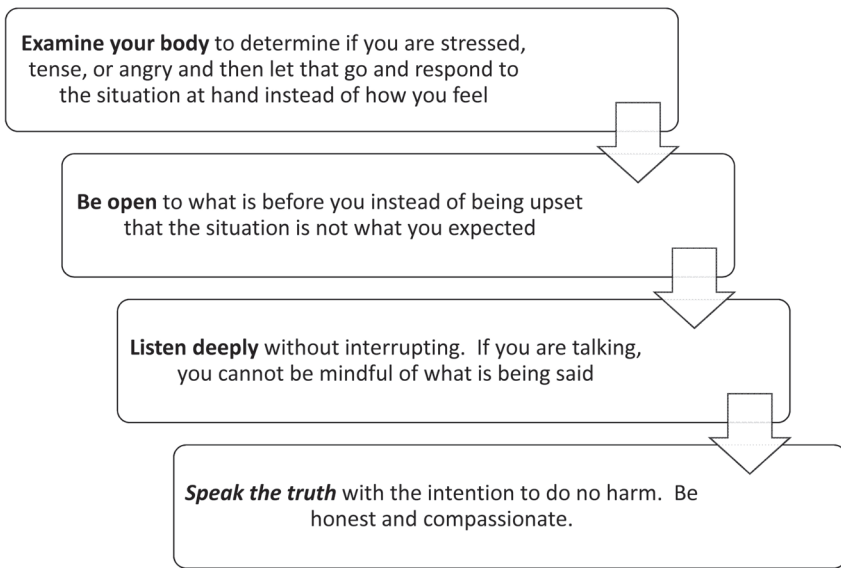 Examine your body to determine if you are stressed,
tense, or angry and then let that go and respond to
the situation at hand instead of how you feel
Be open to what is before you instead of being upset
that the situation is not what you expected
Listen deeply without interrupting.  If you are talking,
you cannot be mindful of what is being said
Speak the truth with the intention to do no harm.  Be
honest and compassionate.